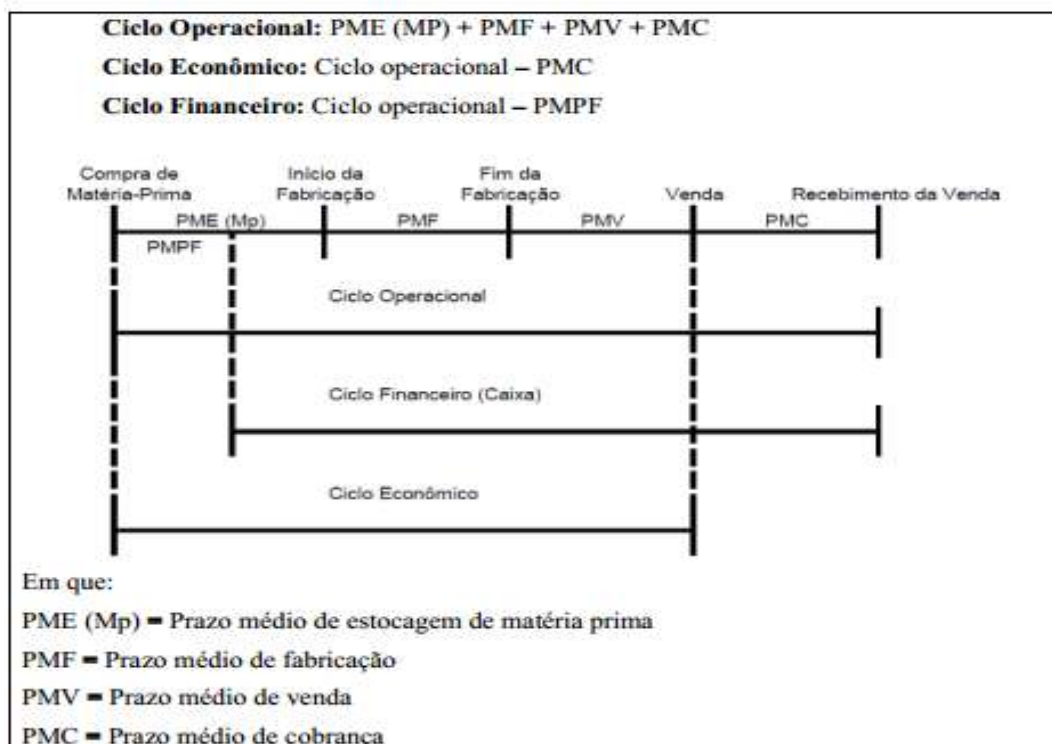 Ciclo Operacional: PME (MP) + PMF + PMV + PMC
Ciclo Econômico: Ciclo operacional – PMC
Ciclo Financeiro: Ciclo operacional – PMPF
Compra de Matéria-Prima
Início da Fabricação
Fim da Fabricação
Venda
Recebimento da Venda
PME (Mp)
PMF
PMV
PMC
PMPF
Ciclo Operacional
Ciclo Financeiro (Caixa)
Ciclo Econômico
Em que:
PME (Mp) = Prazo médio de estocagem de matéria prima
PMF = Prazo médio de fabricação
PMV = Prazo médio de venda
PMC = Prazo médio de cobrança